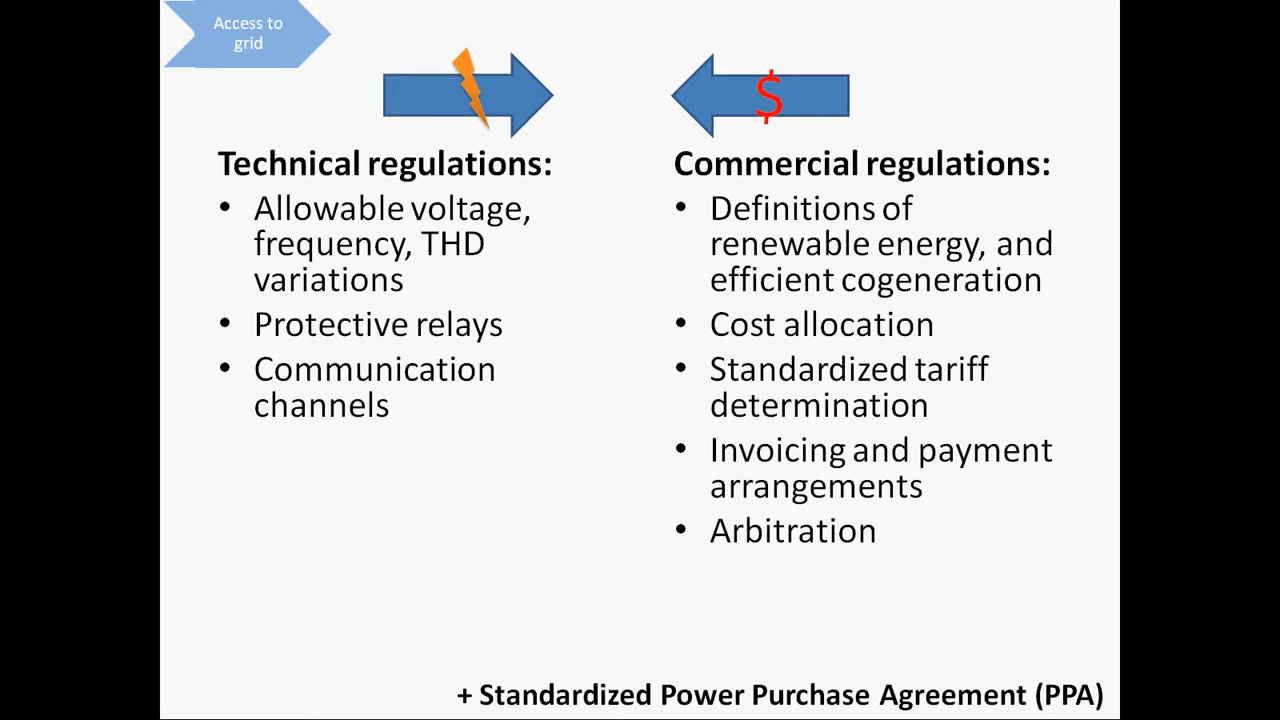 Access to
grid
$
Technical regulations:
• Allowable voltage,
frequency, THD
variations
• Protective relays
• Communication
channels
Commercial regulations:
• Definitions of
renewable energy, and
efficient cogeneration
• Cost allocation
• Standardized tariff
determination
• Invoicing and payment
arrangements
• Arbitration
+ Standardized Power Purchase Agreement (PPA)